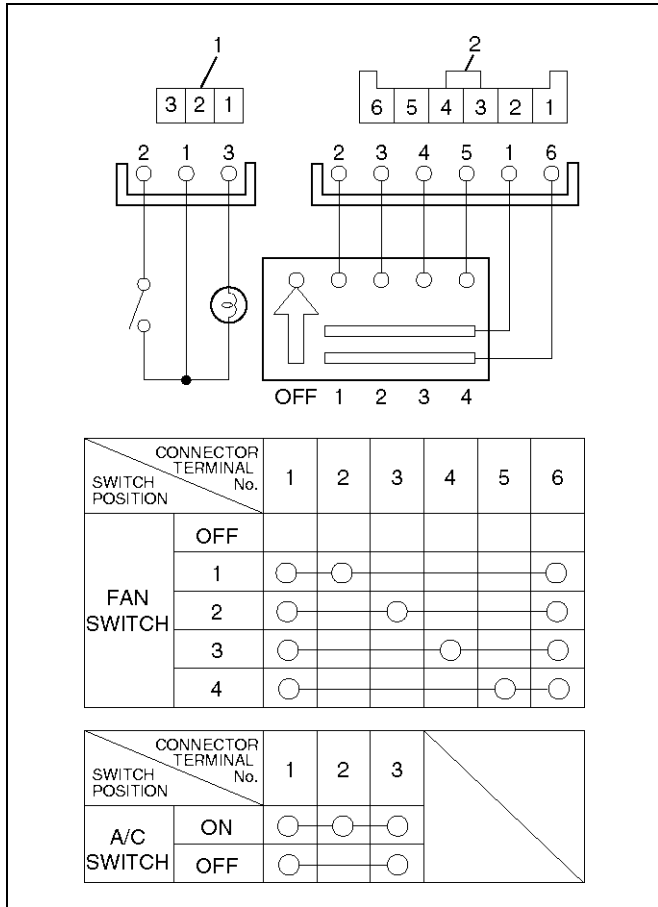 1 2
3 2 1 6 5 4 3 2 1
2 1 3 2 3 4 5 1 6
OFF 1 2 3 4
CONNECTOR
TERMINAL
No.
SWITCH
POSITION
1 2 3 4 5 6
FAN
SWITCH
OFF
1
2
3
4
CONNECTOR
TERMINAL
No.
SWITCH
POSITION
1 2 3
A/C
SWITCH
ON
OFF